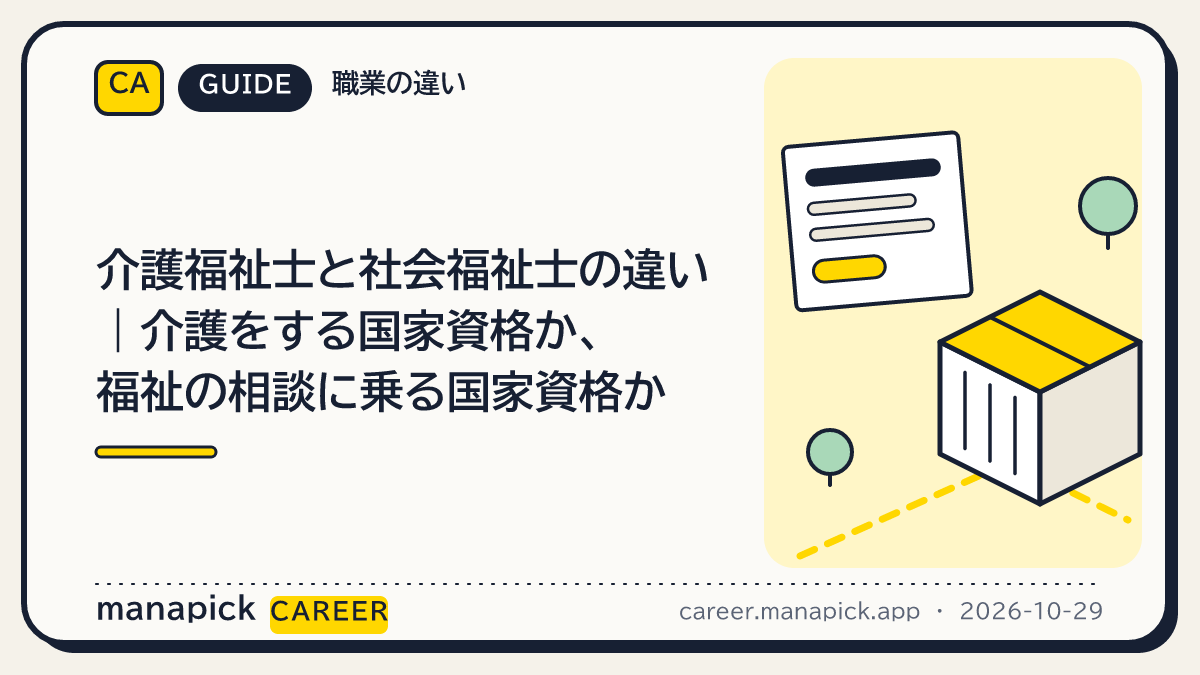 CA GUIDE 職業の違い
介護福祉士と社会福祉士の違い
｜介護をする国家資格か、
福祉の相談に乗る国家資格か
manapick CAREER
career.manapick.app ・ 2026-10-29